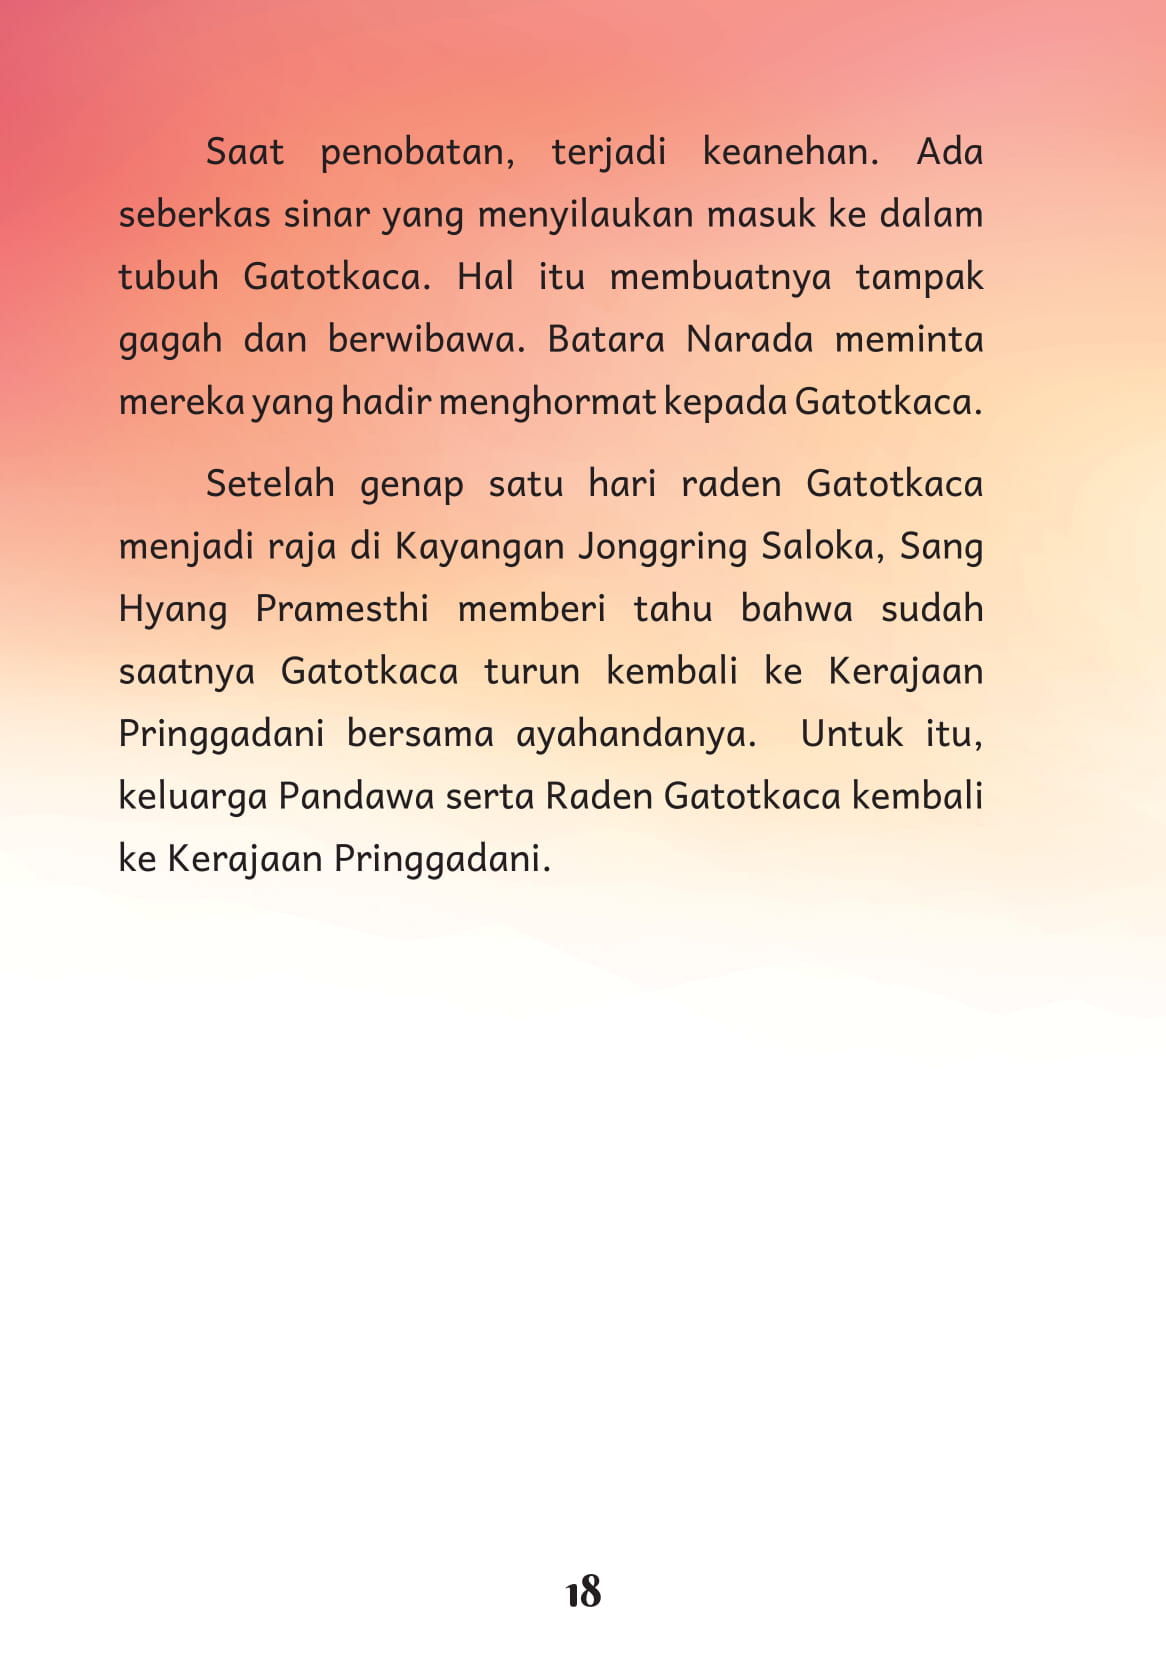 Saat penobatan, terjadi keanehan. Ada
seberkas sinar yang menyilaukan masuk ke dalam
tubuh Gatotkaca. Hal itu membuatnya tampak
gagah dan berwibawa. Batara Narada meminta
mereka yang hadir menghormat kepada Gatotkaca.
Setelah genap satu hari raden Gatotkaca
menjadi raja di Kayangan Jonggring Saloka, Sang
Hyang Pramesthi memberi tahu bahwa sudah
saatnya Gatotkaca turun kembali ke Kerajaan
Pringgadani bersama ayahandanya. Untuk itu,
keluarga Pandawa serta Raden Gatotkaca kembali
ke Kerajaan Pringgadani.
18